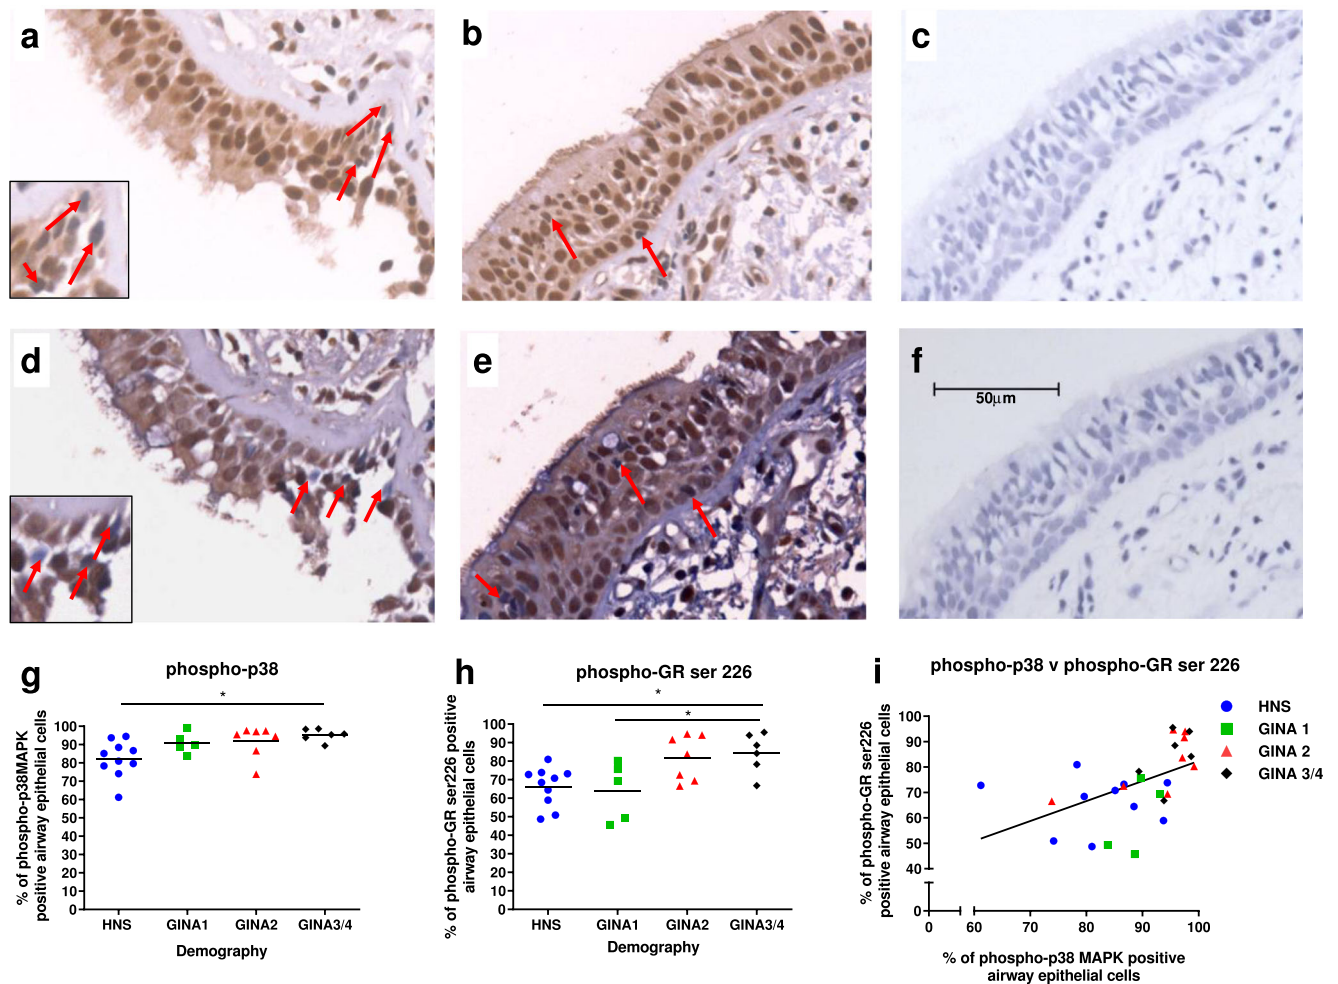 a
b
c
d
e
f
50μm
g
phospho-p38
*
% of phospho-p38MAPK
positive airway epithelial cells
100
90
80
70
60
50
40
30
20
10
0
HNS
GINA1
GINA2
GINA3/4
Demography
h
phospho-GR ser 226
*
*
% of phospho-GR ser226 positive
airway epithelial cells
100
90
80
70
60
50
40
30
20
10
0
HNS
GINA1
GINA2
GINA3/4
Demography
i
phospho-p38 v phospho-GR ser 226
% of phospho-GR ser226
positive airway epithelial cells
100
90
80
70
60
50
40
0
0
60
70
80
90
100
% of phospho-p38 MAPK positive
airway epithelial cells
HNS
GINA 1
GINA 2
GINA 3/4